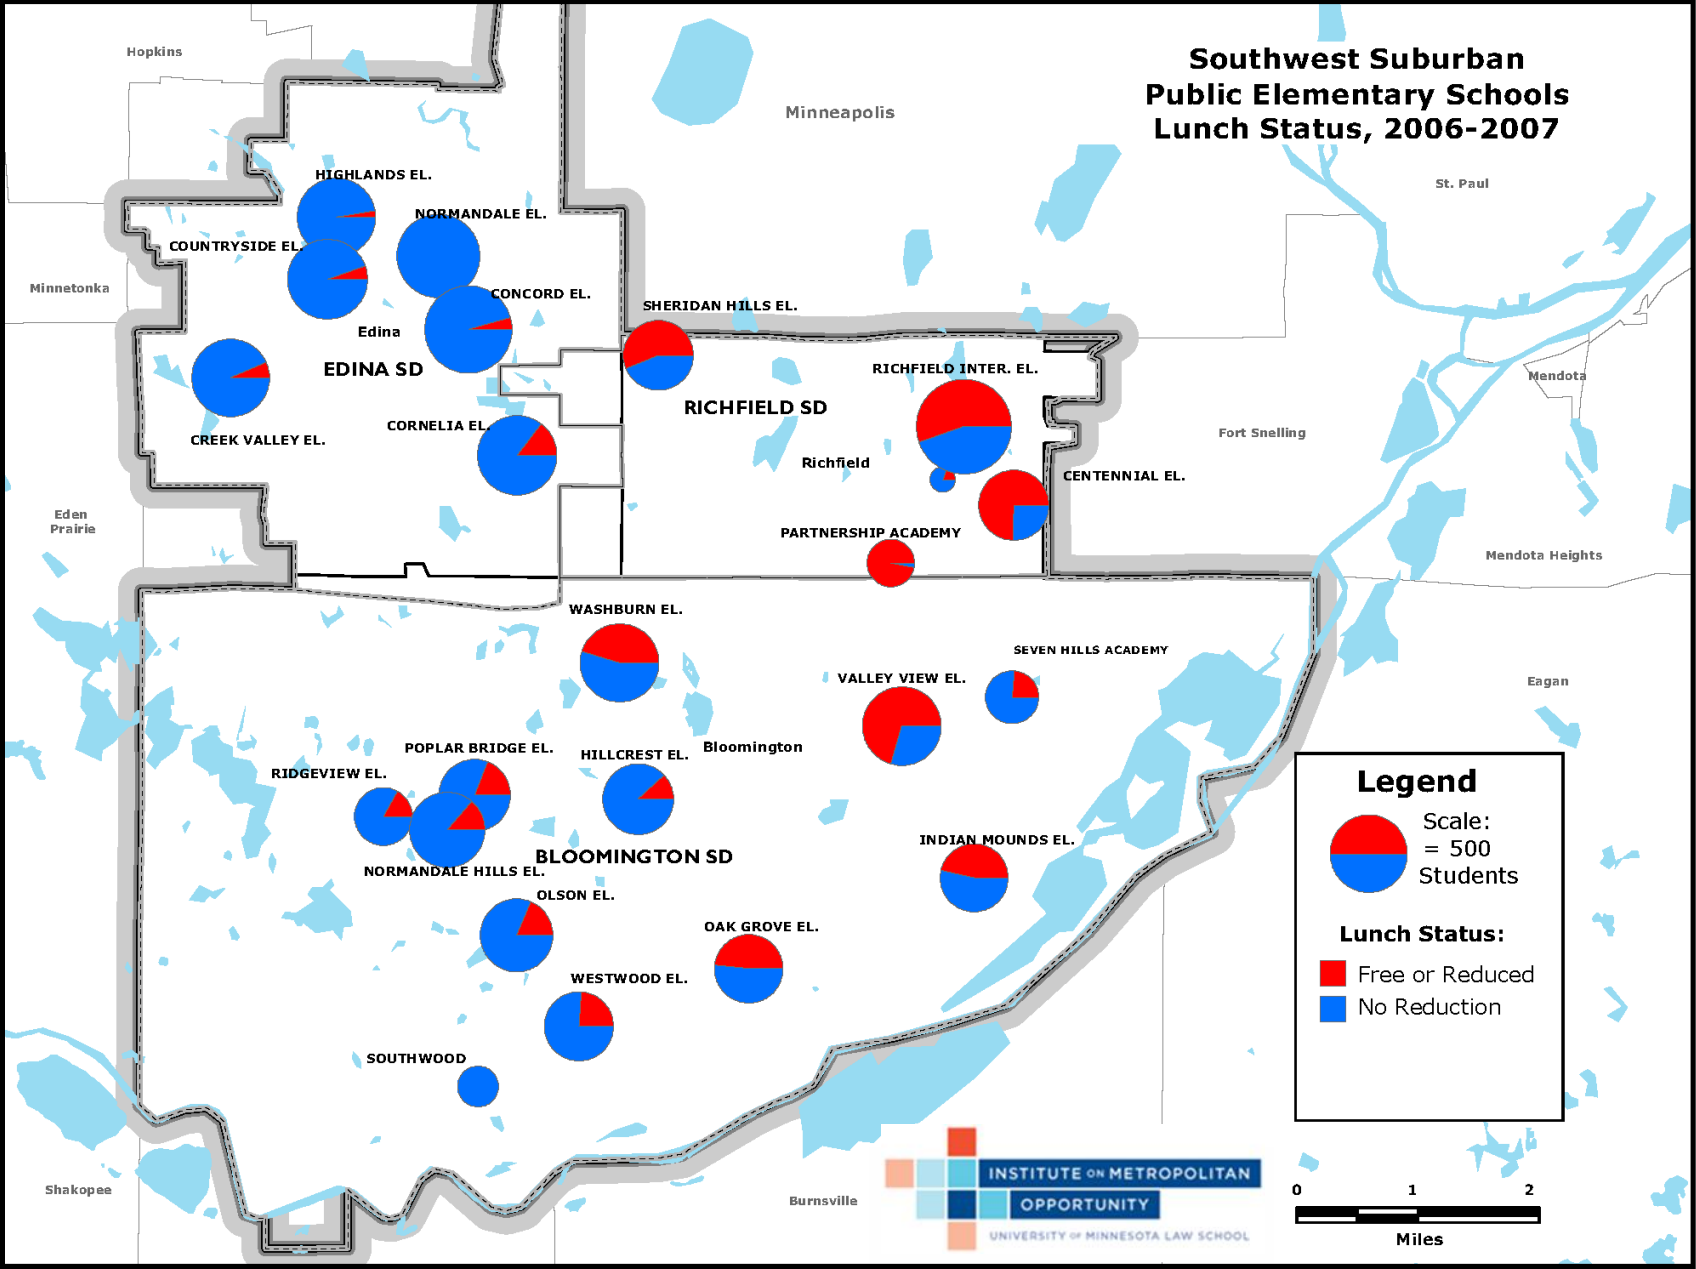 Southwest Suburban
Public Elementary Schools
Lunch Status, 2006-2007
Hopkins
Minneapolis
St. Paul
HIGHLANDS EL.
NORMANDALE EL.
COUNTRYSIDE EL.
Minnetonka
CONCORD EL.
SHERIDAN HILLS EL.
Edina
EDINA SD
RICHFIELD INTER. EL.
Mendota
RICHFIELD SD
CORNELIA EL.
CREEK VALLEY EL.
Fort Snelling
Richfield
CENTENNIAL EL.
Eden
Prairie
PARTNERSHIP ACADEMY
Mendota Heights
WASHBURN EL.
SEVEN HILLS ACADEMY
VALLEY VIEW EL.
Eagan
POPLAR BRIDGE EL.
HILLCREST EL.
Bloomington
RIDGEVIEW EL.
INDIAN MOUNDS EL.
BLOOMINGTON SD
NORMANDALE HILLS EL.
OLSON EL.
OAK GROVE EL.
WESTWOOD EL.
SOUTHWOOD
Legend
Scale:
= 500
Students
Lunch Status:
Free or Reduced
No Reduction
Shakopee
Burnsville
INSTITUTE ON METROPOLITAN
OPPORTUNITY
UNIVERSITY OF MINNESOTA LAW SCHOOL
0 1 2
Miles